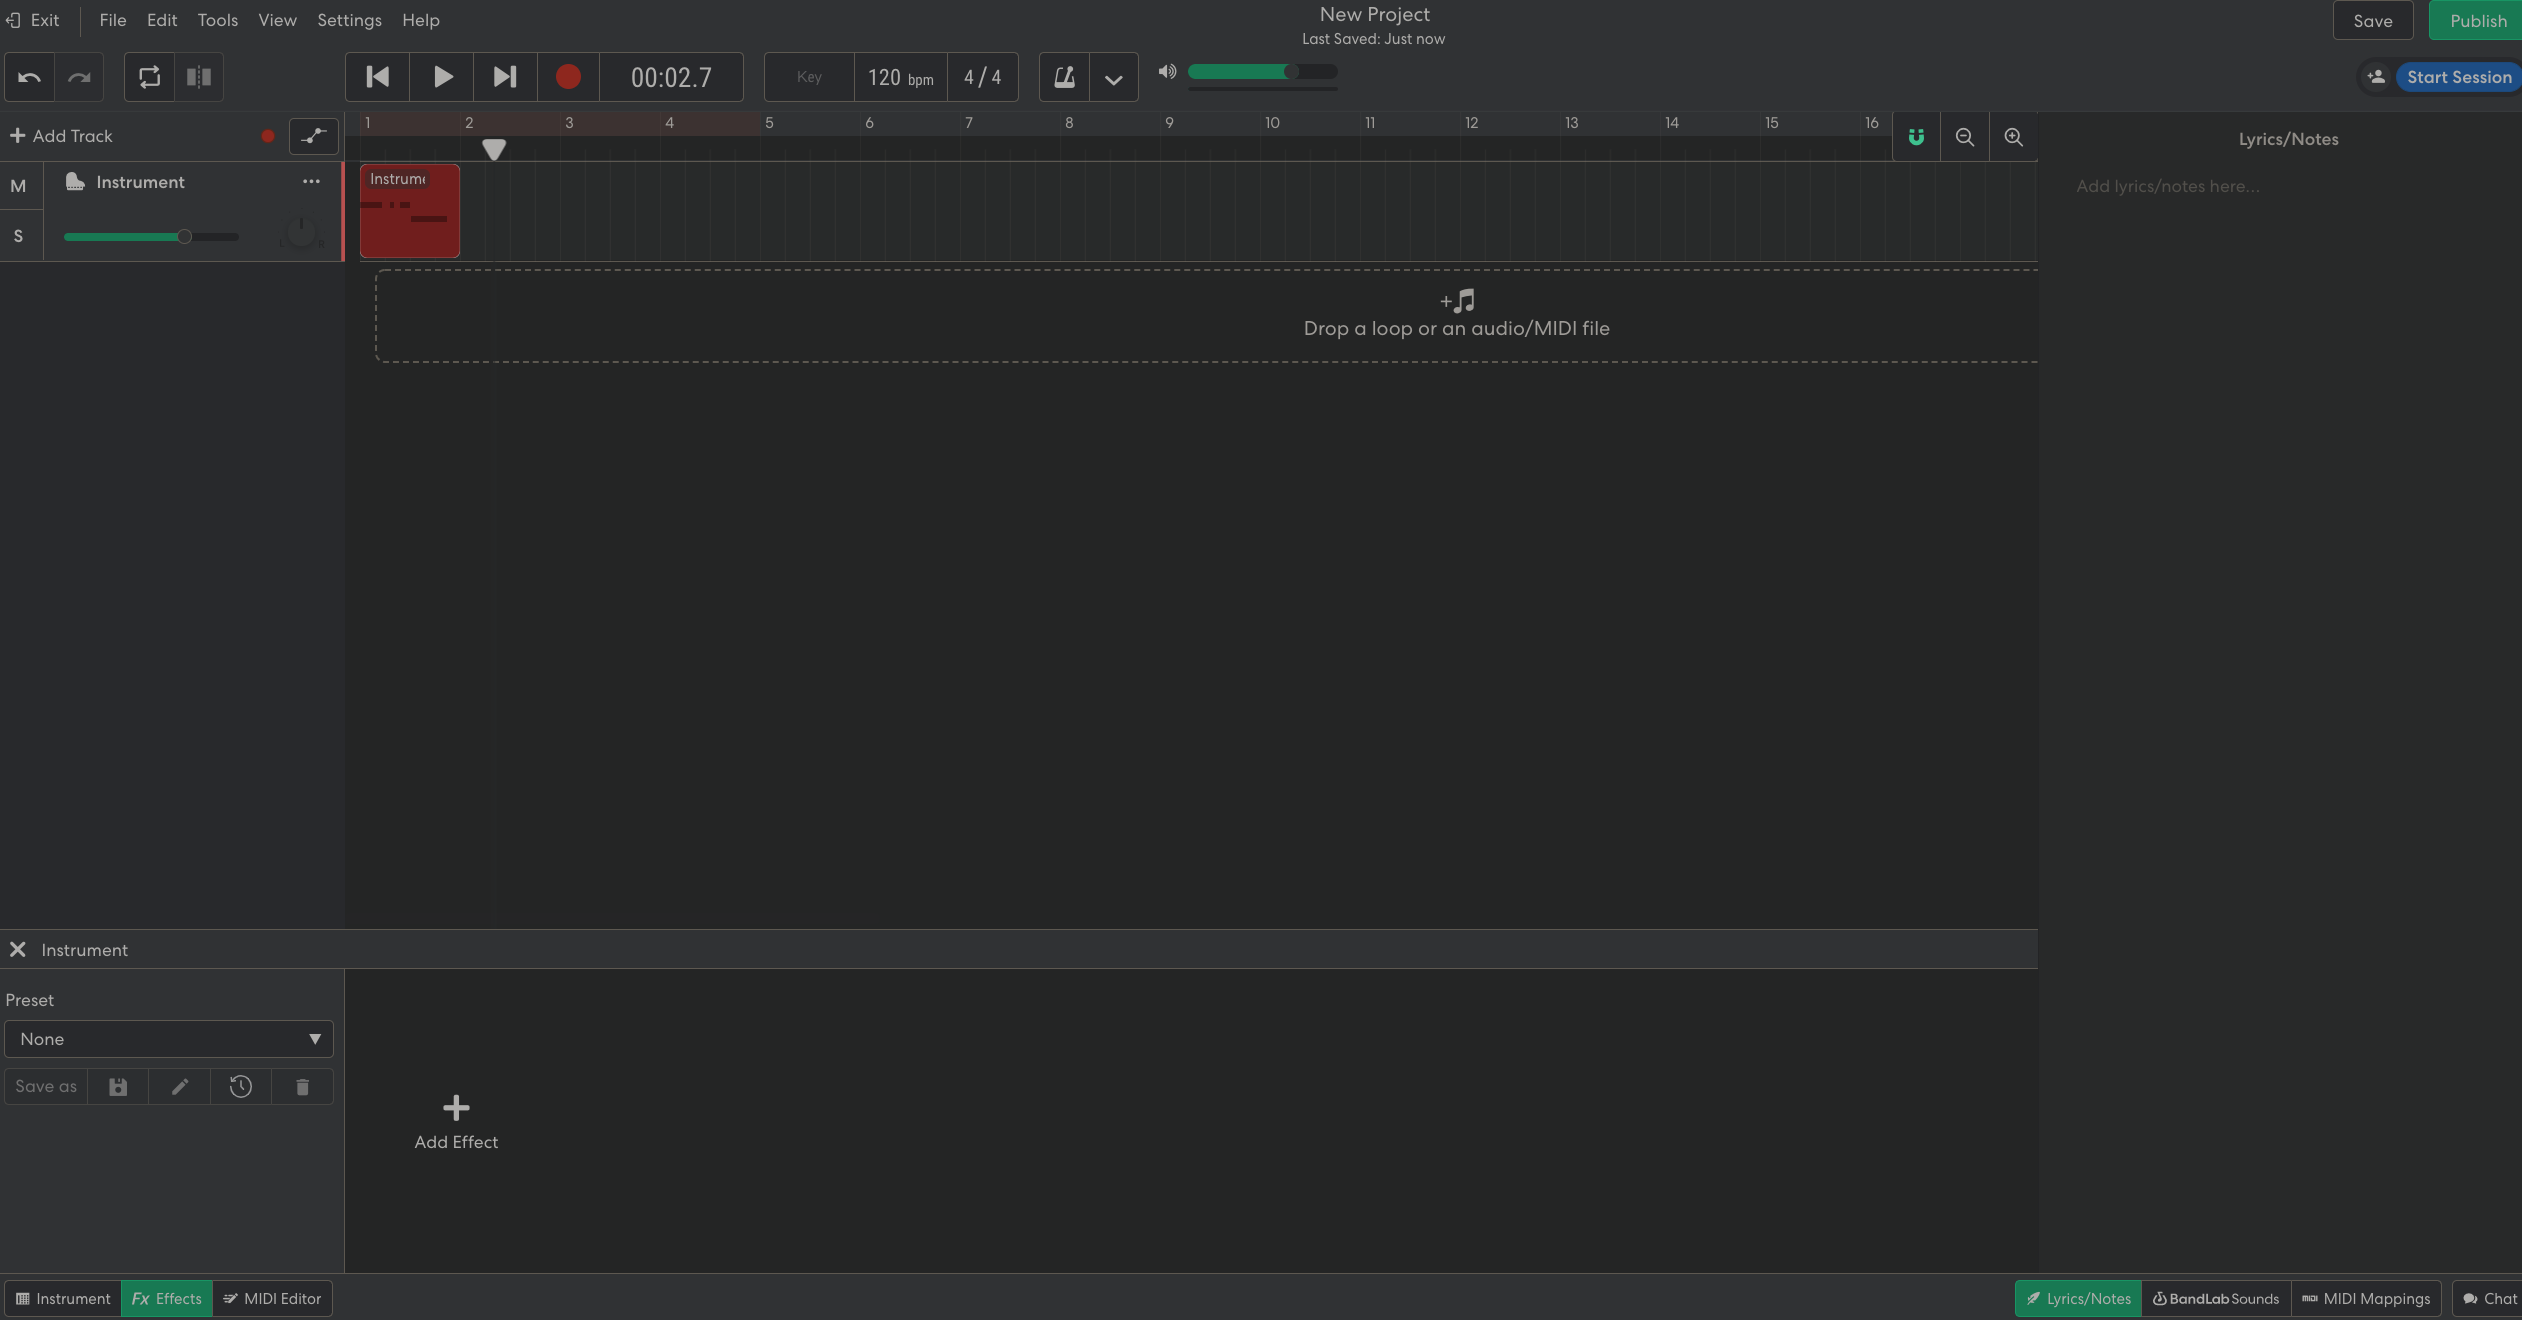 Exit File Edit Tools View Settings Help
New Project
Last Saved: Just now
Save Publish
00:02.7 Key 120 bpm 4 / 4
Start Session
Add Track
1 2 3 4 5 6 7 8 9 10 11 12 13 14 15 16
Lyrics/Notes
Add lyrics/notes here...
M Instrument ...
S L R
Instrume
Drop a loop or an audio/MIDI file
Instrument
Preset
None
Save as
Add Effect
Instrument Fx Effects MIDI Editor
Lyrics/Notes BandLab Sounds MIDI MIDI Mappings Chat